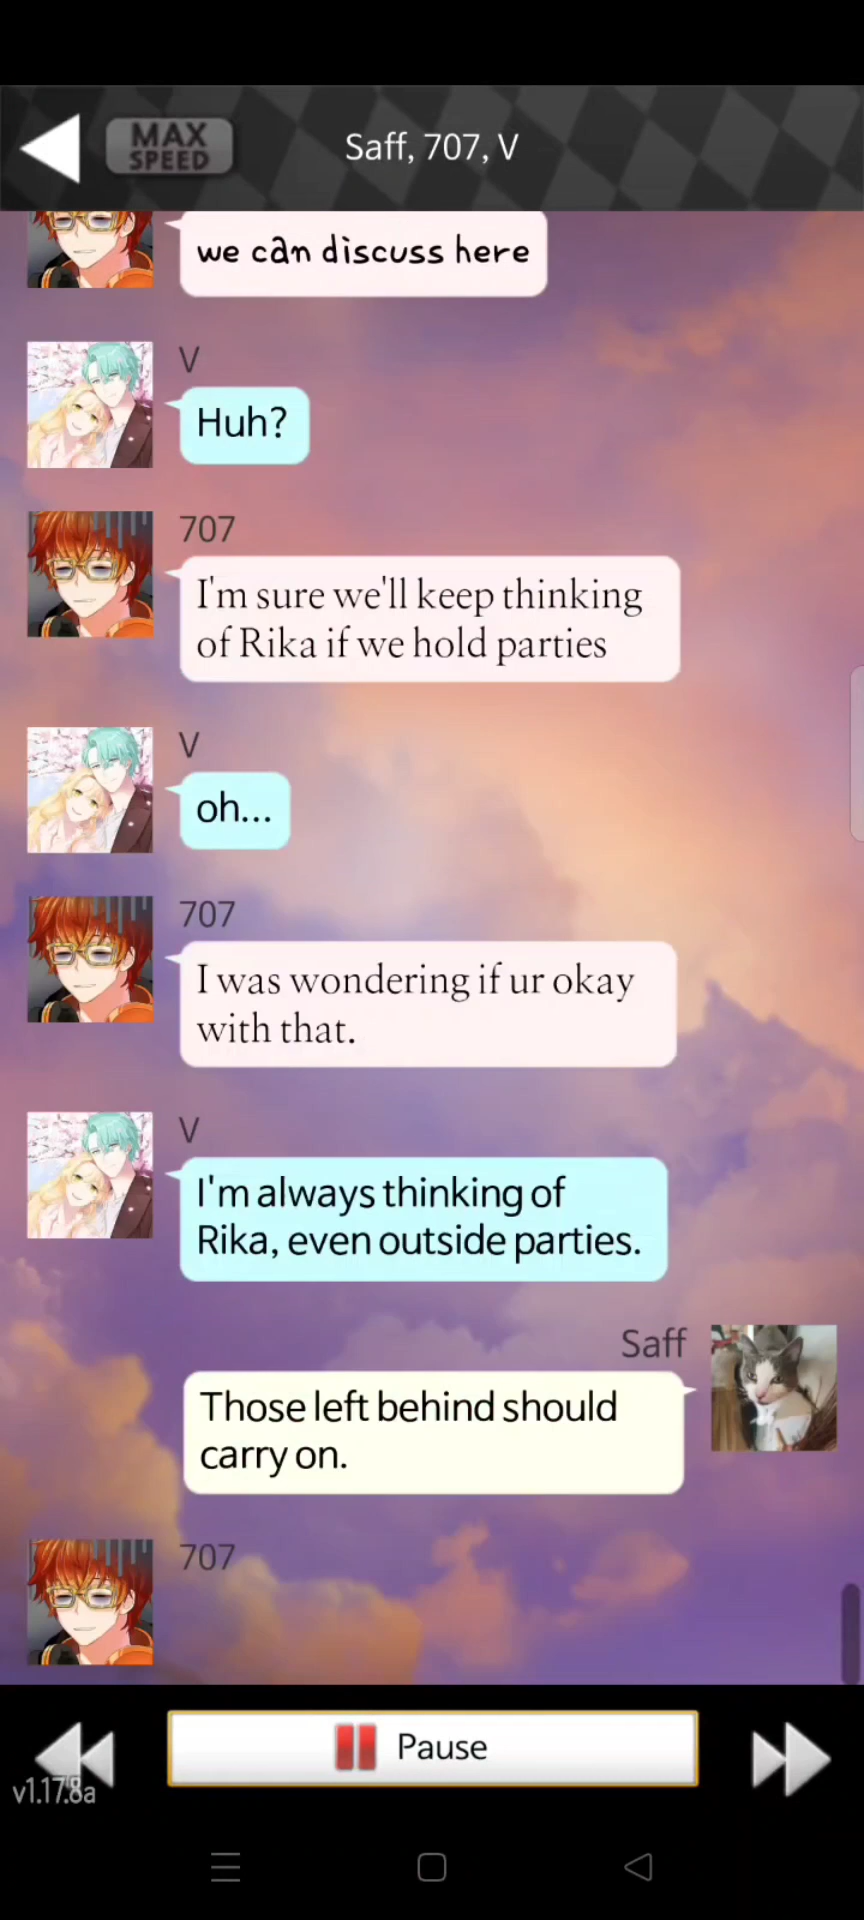 MAX
SPEED
Saff, 707, V
we can discuss here
V
Huh?
707
I'm sure we'll keep thinking
of Rika if we hold parties
V
oh...
707
I was wondering if ur okay
with that.
V
I'm always thinking of
Rika, even outside parties.
Saff
Those left behind should
carry on.
707
Pause
v1.17.8a